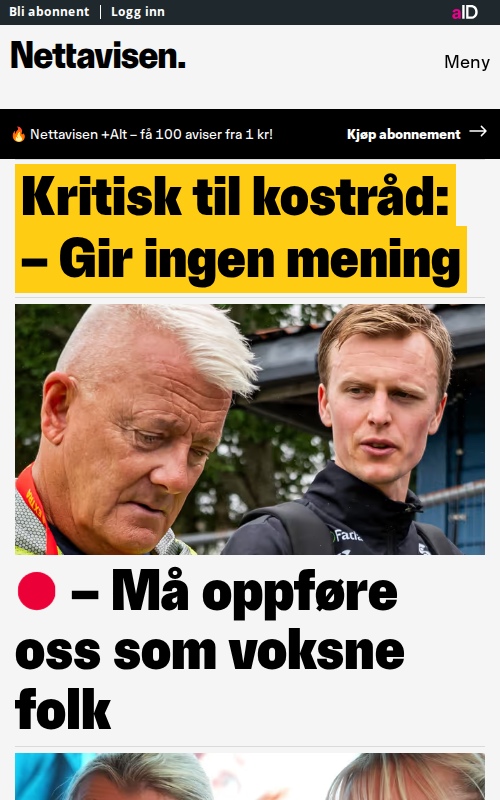 Bli abonnent | Logg inn
aID
Nettavisen.
Meny
🔥 Nettavisen +Alt – få 100 aviser fra 1 kr!
Kjøp abonnement →
Kritisk til kostråd:
– Gir ingen mening
– Må oppføre
oss som voksne
folk